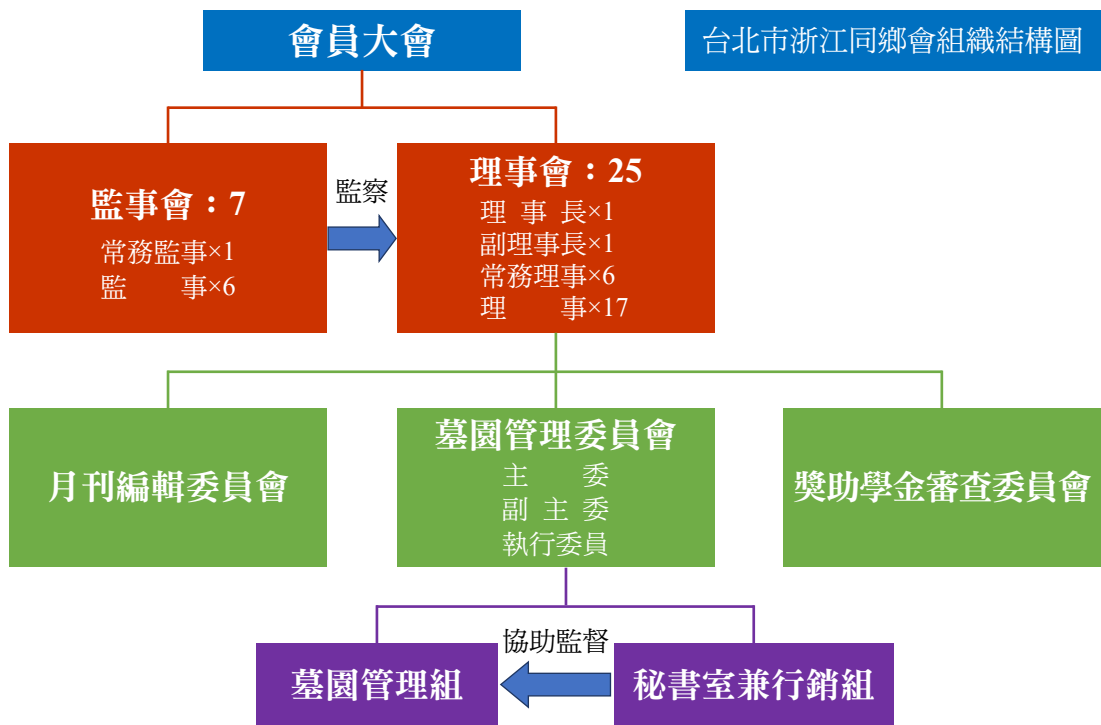 會員大會
台北市浙江同鄉會組織結構圖
監事會：7
常務監事×1
監　　事×6
監察
理事會：25
理 事 長×1
副理事長×1
常務理事×6
理　　事×17
月刊編輯委員會
墓園管理委員會
主　　委
副 主 委
執行委員
獎助學金審查委員會
墓園管理組
協助監督
秘書室兼行銷組